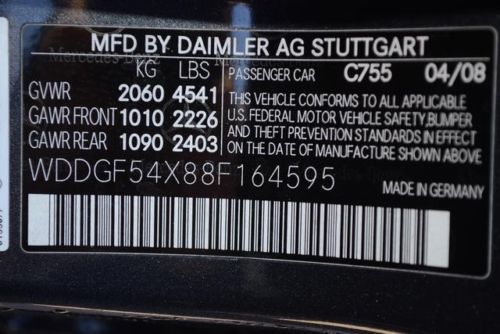 MFD BY DAIMLER AG STUTTGART
KG LBS PASSENGER CAR C755 04/08
GVWR 2060 4541
GAWR FRONT 1010 2226
GAWR REAR 1090 2403
THIS VEHICLE CONFORMS TO ALL APPLICABLE
U.S. FEDERAL MOTOR VEHICLE SAFETY, BUMPER
AND THEFT PREVENTION STANDARDS IN EFFECT
ON THE DATE OF MANUFACTURE SHOWN ABOVE.
WDDGF54X88F164595 MADE IN GERMANY